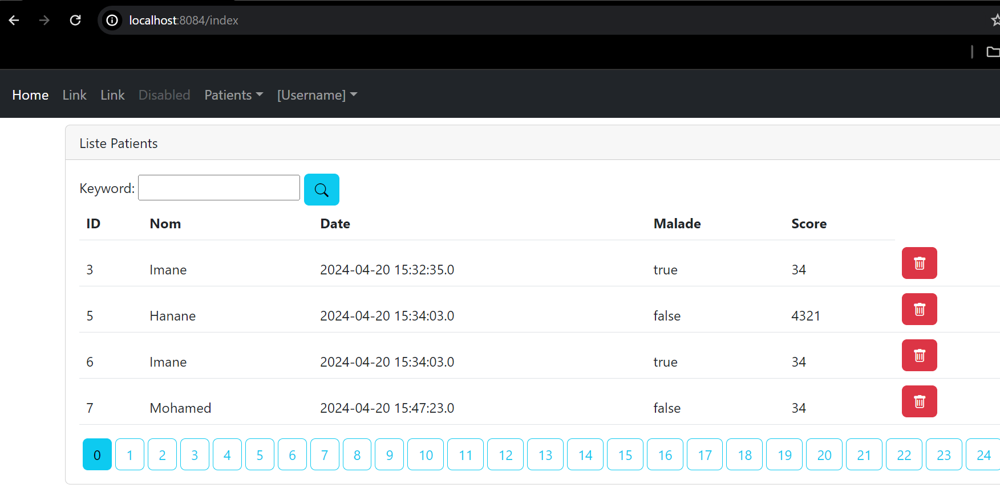 localhost:8084/index
Home Link Link Disabled Patients [Username]
Liste Patients
Keyword:
ID Nom Date Malade Score
3 Imane 2024-04-20 15:32:35.0 true 34
5 Hanane 2024-04-20 15:34:03.0 false 4321
6 Imane 2024-04-20 15:34:03.0 true 34
7 Mohamed 2024-04-20 15:47:23.0 false 34
0 1 2 3 4 5 6 7 8 9 10 11 12 13 14 15 16 17 18 19 20 21 22 23 24